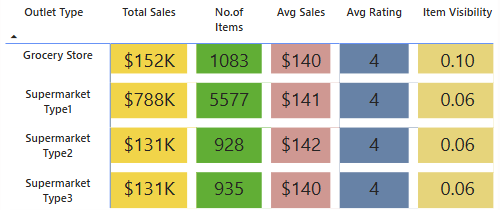 Outlet Type Total Sales No.of Items Avg Sales Avg Rating Item Visibility
Grocery Store $152K 1083 $140 4 0.10
Supermarket Type1 $788K 5577 $141 4 0.06
Supermarket Type2 $131K 928 $142 4 0.06
Supermarket Type3 $131K 935 $140 4 0.06